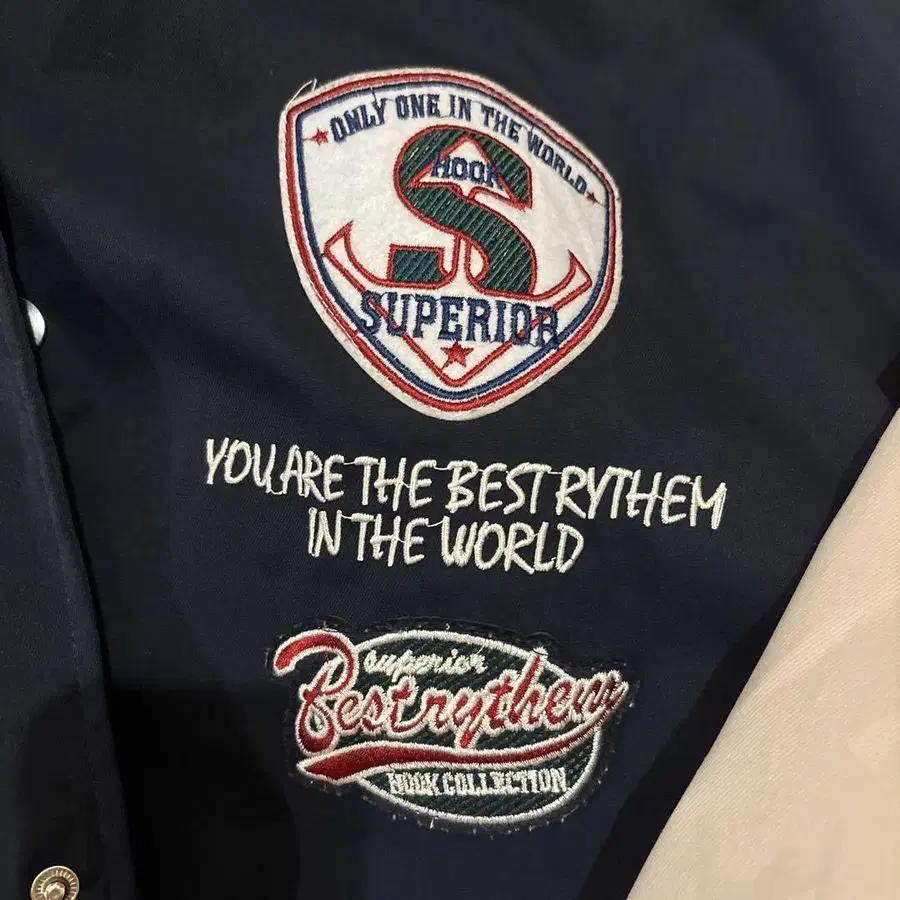 ONLY ONE IN THE WORLD
HOOK
S
SUPERIOR
YOU ARE THE BEST RYTHEM
IN THE WORLD
superior
Bestrythem
HOOK COLLECTION